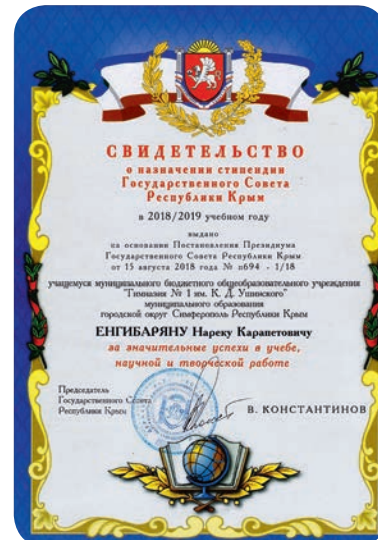 СВИДЕТЕЛЬСТВО
о назначении стипендии
Государственного Совета
Республики Крым
в 2018/2019 учебном году
выдано
на основании Постановления Президиума
Государственного Совета Республики Крым
от 15 августа 2018 года № п694 - 1/18
учащемуся муниципального бюджетного общеобразовательного учреждения
"Гимназия № 1 им. К. Д. Ушинского"
муниципального образования
городской округ Симферополь Республики Крым
ЕНГИБАРЯНУ Нареку Карапетовичу
за значительные успехи в учебе,
научной и творческой работе
Председатель
Государственного Совета
Республики Крым
В. КОНСТАНТИНОВ